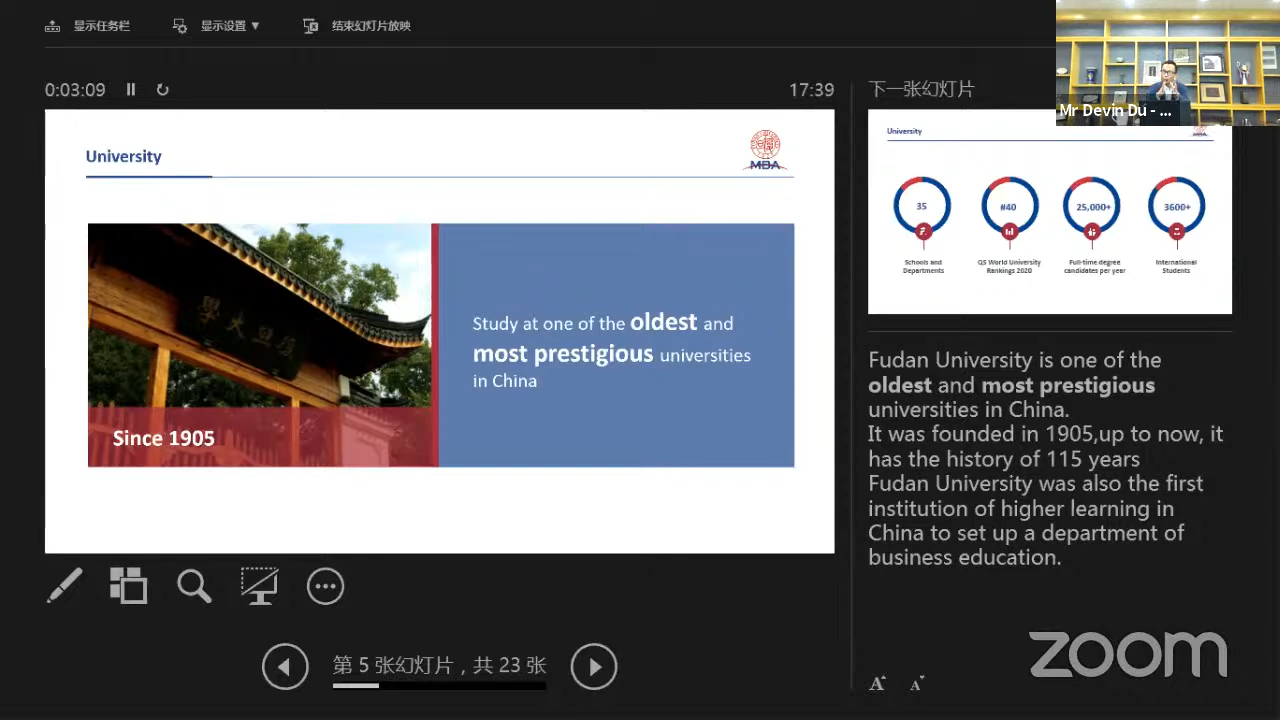 显示任务栏
显示设置 ▼
结束幻灯片放映
0:03:09
17:39
下一张幻灯片
Mr Devin Du - ...
University
MBA
Since 1905
Study at one of the oldest and
most prestigious universities
in China
University
35
#40
25,000+
3600+
Schools and
Departments
QS World University
Rankings 2020
Full-time degree
candidates per year
International
Students
Fudan University is one of the
oldest and most prestigious
universities in China.
It was founded in 1905,up to now, it
has the history of 115 years
Fudan University was also the first
institution of higher learning in
China to set up a department of
business education.
第 5 张幻灯片，共 23 张
A A
zoom